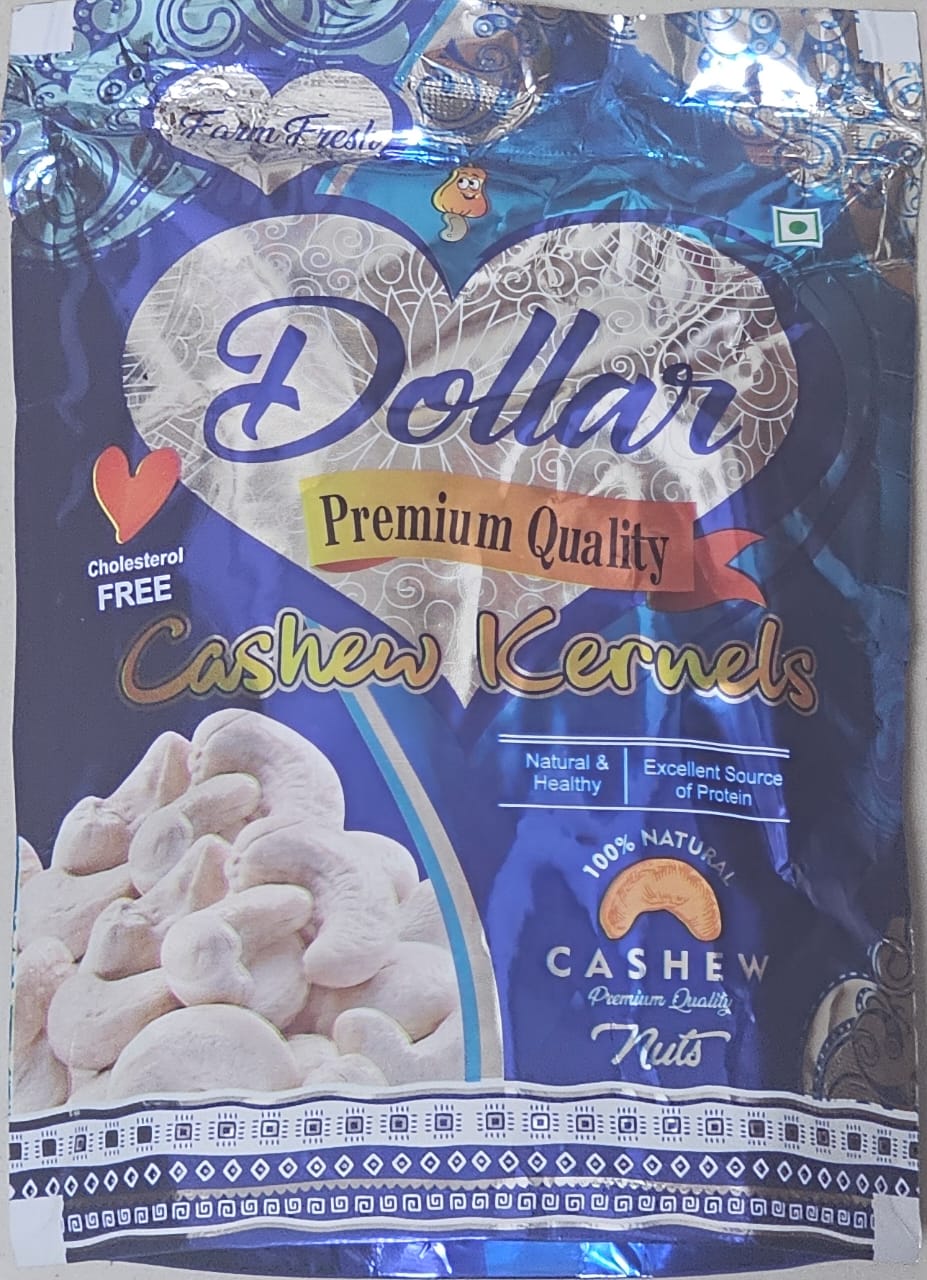 Farm Fresh
Dollar
Premium Quality
Cholesterol
FREE
Cashew Kernels
Natural &
Healthy
Excellent Source
of Protein
100% NATURAL
CASHEW
Premium Quality
Nuts